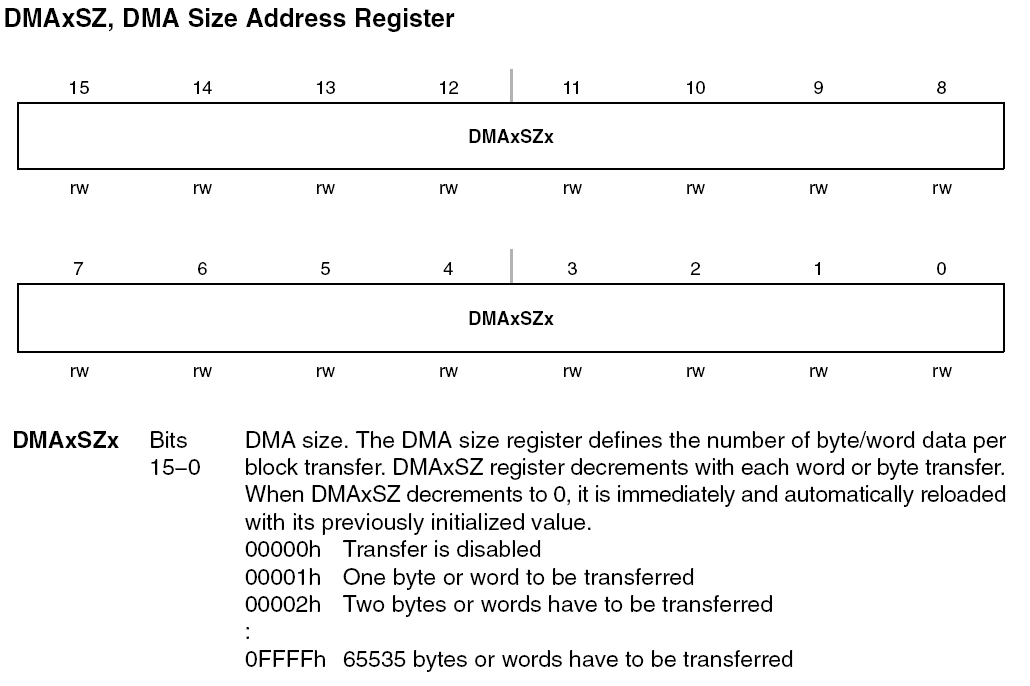 DMAxSZ, DMA Size Address Register
15 14 13 12 11 10 9 8
DMAxSZx
rw rw rw rw rw rw rw rw
7 6 5 4 3 2 1 0
DMAxSZx
rw rw rw rw rw rw rw rw
DMAxSZx Bits DMA size. The DMA size register defines the number of byte/word data per
15–0 block transfer. DMAxSZ register decrements with each word or byte transfer.
When DMAxSZ decrements to 0, it is immediately and automatically reloaded
with its previously initialized value.
00000h Transfer is disabled
00001h One byte or word to be transferred
00002h Two bytes or words have to be transferred
:
0FFFFh 65535 bytes or words have to be transferred